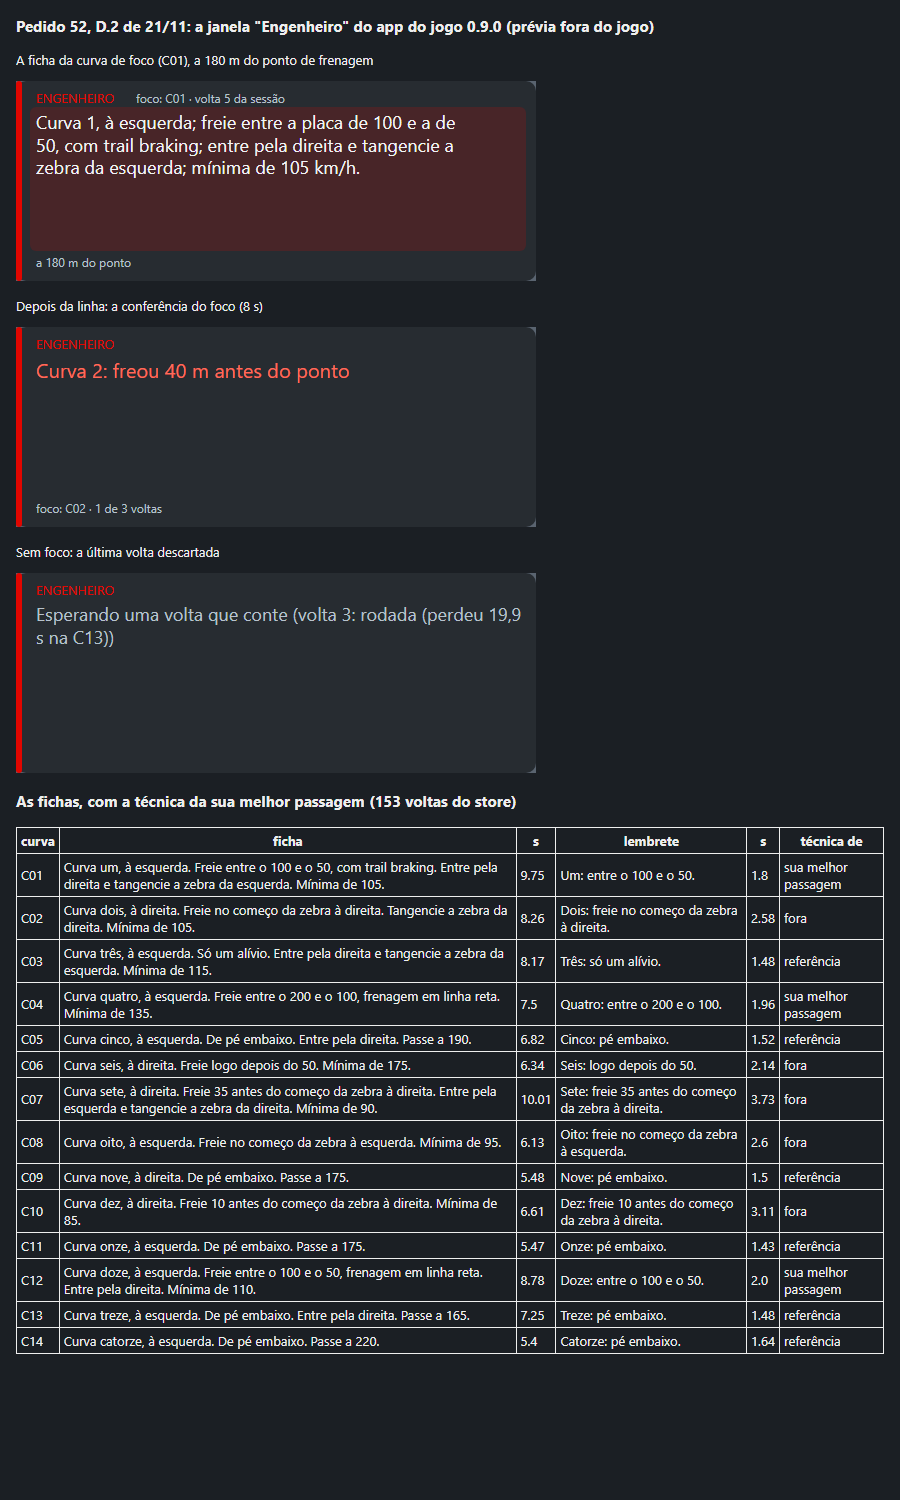 Pedido 52, D.2 de 21/11: a janela "Engenheiro" do app do jogo 0.9.0 (prévia fora do jogo)
A ficha da curva de foco (C01), a 180 m do ponto de frenagem
ENGENHEIRO foco: C01 · volta 5 da sessão
Curva 1, à esquerda; freie entre a placa de 100 e a de
50, com trail braking; entre pela direita e tangencie a
zebra da esquerda; mínima de 105 km/h.
a 180 m do ponto
Depois da linha: a conferência do foco (8 s)
ENGENHEIRO
Curva 2: freou 40 m antes do ponto
foco: C02 · 1 de 3 voltas
Sem foco: a última volta descartada
ENGENHEIRO
Esperando uma volta que conte (volta 3: rodada (perdeu 19,9
s na C13))
As fichas, com a técnica da sua melhor passagem (153 voltas do store)
curva ficha s lembrete s técnica de
C01 Curva um, à esquerda. Freie entre o 100 e o 50, com trail braking. Entre pela direita e tangencie a zebra da esquerda. Mínima de 105. 9.75 Um: entre o 100 e o 50. 1.8 sua melhor passagem
C02 Curva dois, à direita. Freie no começo da zebra à direita. Tangencie a zebra da direita. Mínima de 105. 8.26 Dois: freie no começo da zebra à direita. 2.58 fora
C03 Curva três, à esquerda. Só um alívio. Entre pela direita e tangencie a zebra da esquerda. Mínima de 115. 8.17 Três: só um alívio. 1.48 referência
C04 Curva quatro, à esquerda. Freie entre o 200 e o 100, frenagem em linha reta. Mínima de 135. 7.5 Quatro: entre o 200 e o 100. 1.96 sua melhor passagem
C05 Curva cinco, à esquerda. De pé embaixo. Entre pela direita. Passe a 190. 6.82 Cinco: pé embaixo. 1.52 referência
C06 Curva seis, à direita. Freie logo depois do 50. Mínima de 175. 6.34 Seis: logo depois do 50. 2.14 fora
C07 Curva sete, à direita. Freie 35 antes do começo da zebra à direita. Entre pela esquerda e tangencie a zebra da direita. Mínima de 90. 10.01 Sete: freie 35 antes do começo da zebra à direita. 3.73 fora
C08 Curva oito, à esquerda. Freie no começo da zebra à esquerda. Mínima de 95. 6.13 Oito: freie no começo da zebra à esquerda. 2.6 fora
C09 Curva nove, à direita. De pé embaixo. Passe a 175. 5.48 Nove: pé embaixo. 1.5 referência
C10 Curva dez, à direita. Freie 10 antes do começo da zebra à direita. Mínima de 85. 6.61 Dez: freie 10 antes do começo da zebra à direita. 3.11 fora
C11 Curva onze, à esquerda. De pé embaixo. Passe a 175. 5.47 Onze: pé embaixo. 1.43 referência
C12 Curva doze, à esquerda. Freie entre o 100 e o 50, frenagem em linha reta. Entre pela direita. Mínima de 110. 8.78 Doze: entre o 100 e o 50. 2.0 sua melhor passagem
C13 Curva treze, à esquerda. De pé embaixo. Entre pela direita. Passe a 165. 7.25 Treze: pé embaixo. 1.48 referência
C14 Curva catorze, à esquerda. De pé embaixo. Passe a 220. 5.4 Catorze: pé embaixo. 1.64 referência